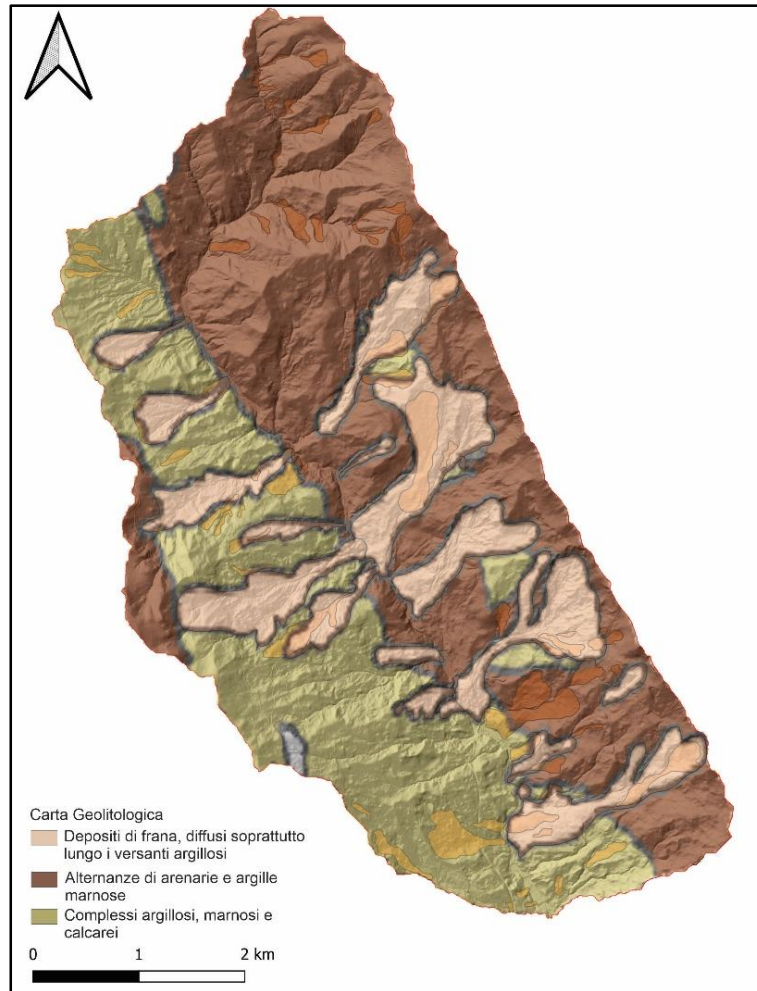 Carta Geolitologica
Depositi di frana, diffusi soprattutto
lungo i versanti argillosi
Alternanze di arenarie e argille
marnose
Complessi argillosi, marnosi e
calcarei
0 1 2 km